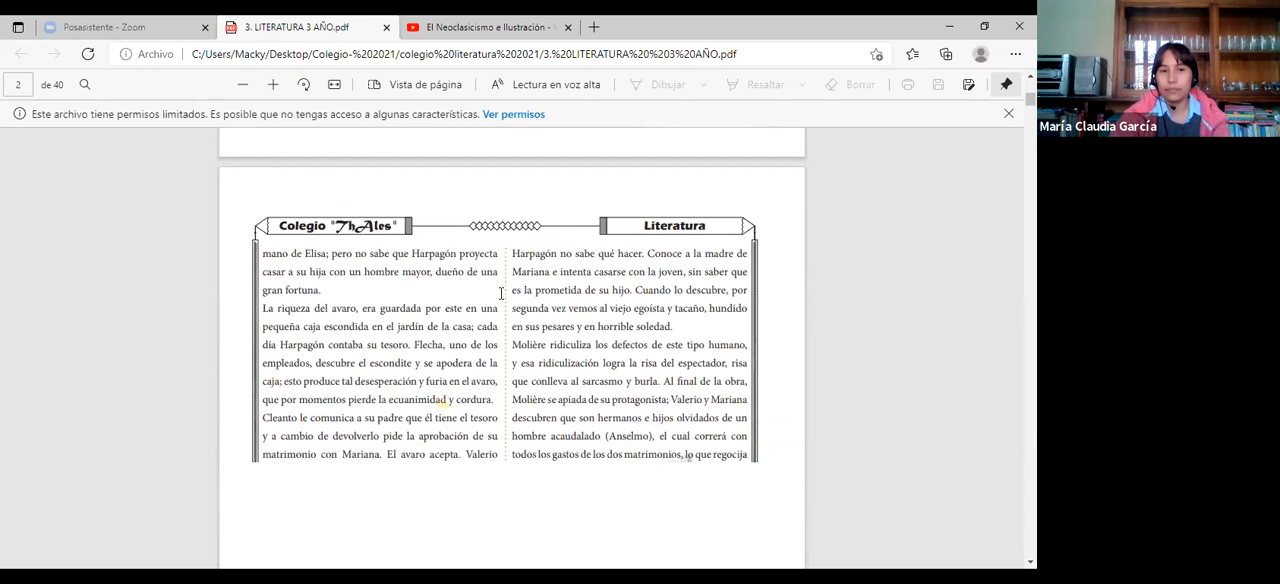 Posasistente - Zoom
3. LITERATURA 3 AÑO.pdf
El Neoclasicismo e Ilustración -
Archivo
C:/Users/Macky/Desktop/Colegio-%202021/colegio%20literatura%202021/3.%20LITERATURA%203%20AÑO.pdf
2
de 40
Vista de página
Lectura en voz alta
Dibujar
Resaltar
Borrar
Este archivo tiene permisos limitados. Es posible que no tengas acceso a algunas características. Ver permisos
María Claudia García
Colegio "ThAles"
Literatura
mano de Elisa; pero no sabe que Harpagón proyecta
casar a su hija con un hombre mayor, dueño de una
gran fortuna.
La riqueza del avaro, era guardada por este en una
pequeña caja escondida en el jardín de la casa; cada
día Harpagón contaba su tesoro. Flecha, uno de los
empleados, descubre el escondite y se apodera de la
caja; esto produce tal desesperación y furia en el avaro,
que por momentos pierde la ecuanimidad y cordura.
Cleanto le comunica a su padre que él tiene el tesoro
y a cambio de devolverlo pide la aprobación de su
matrimonio con Mariana. El avaro acepta. Valerio
Harpagón no sabe qué hacer. Conoce a la madre de
Mariana e intenta casarse con la joven, sin saber que
es la prometida de su hijo. Cuando lo descubre, por
segunda vez vemos al viejo egoísta y tacaño, hundido
en sus pesares y en horrible soledad.
Molière ridiculiza los defectos de este tipo humano,
y esa ridiculización logra la risa del espectador, risa
que conlleva al sarcasmo y burla. Al final de la obra,
Molière se apiada de su protagonista; Valerio y Mariana
descubren que son hermanos e hijos olvidados de un
hombre acaudalado (Anselmo), el cual correrá con
todos los gastos de los dos matrimonios, lo que regocija